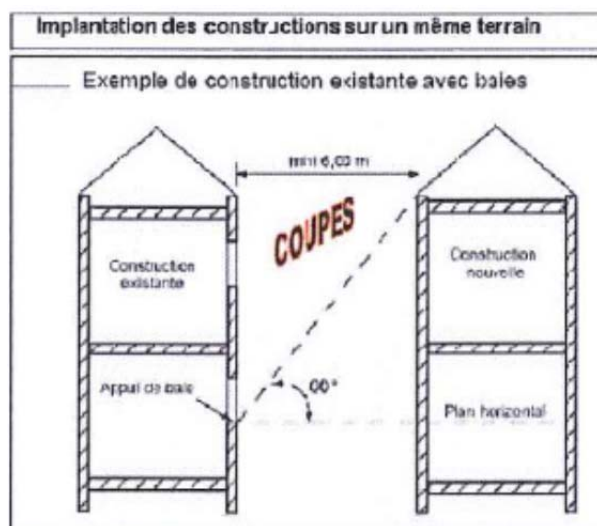 Implantation des constructions sur un même terrain
Exemple de construction existante avec baies
mini 6,00 m
COUPES
Construction
existante
Construction
nouvelle
Appui de baie
Plan horizontal